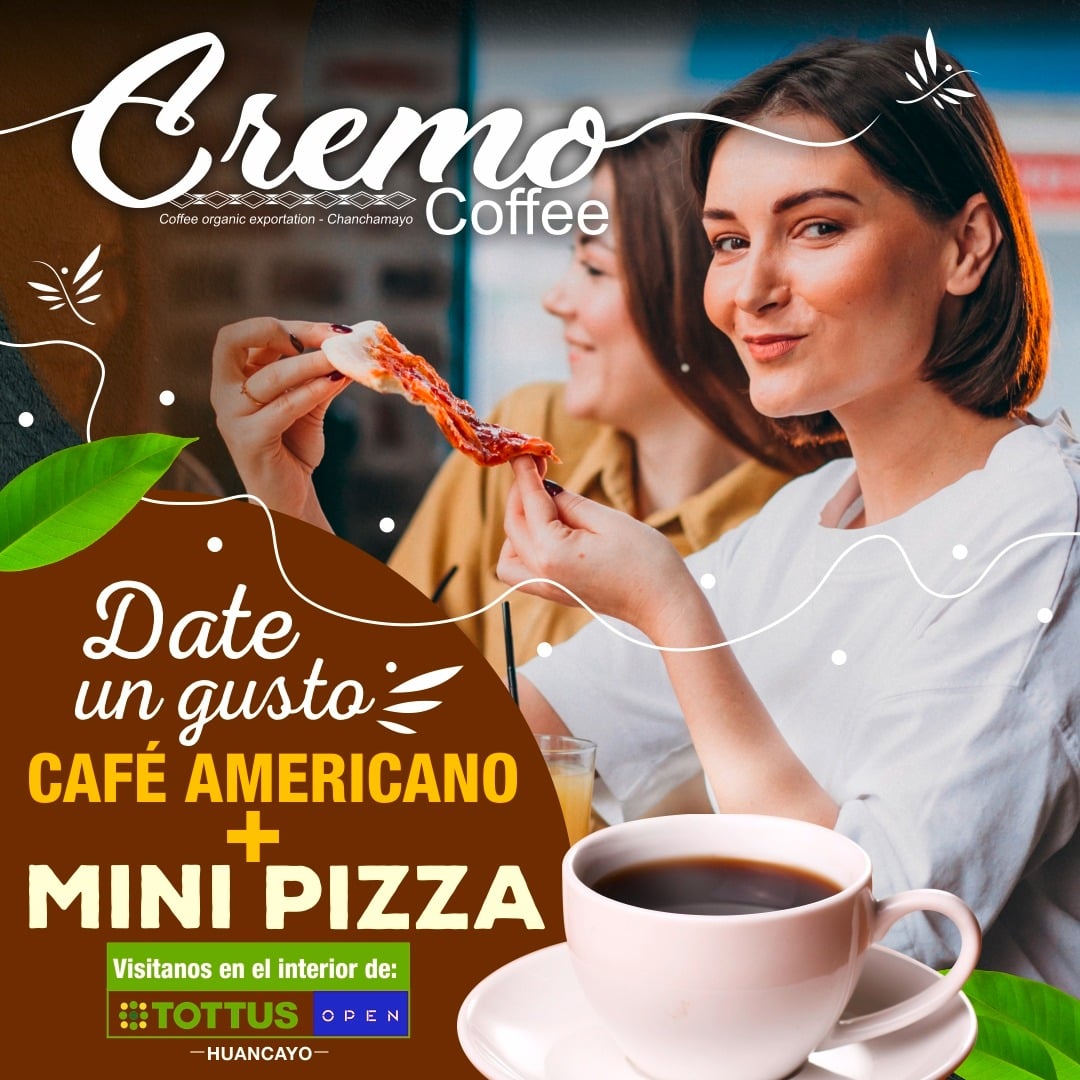 Cremo
Coffee
Coffee organic exportation - Chanchamayo
Date
un gusto
CAFÉ AMERICANO
+
MINI PIZZA
Visitanos en el interior de:
TOTTUS OPEN
HUANCAYO